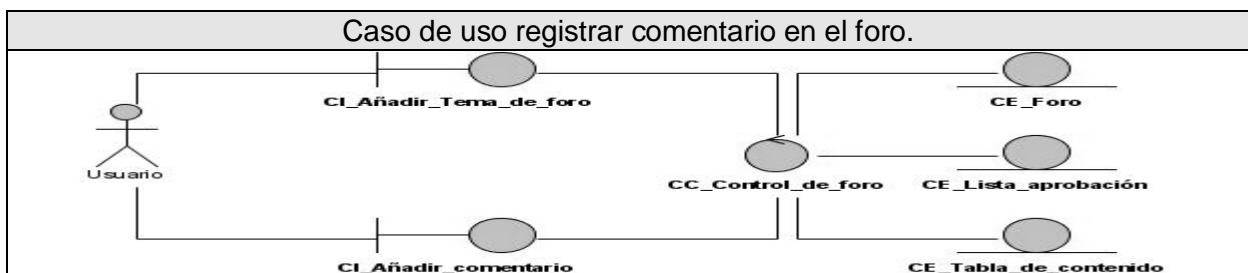 Caso de uso registrar comentario en el foro.
CI_Añadir_Tema_de_foro
CE_Foro
Usuario
CC_Control_de_foro
CE_Lista_aprobación
CI_Añadir_comentario
CE_Tabla_de_contenido